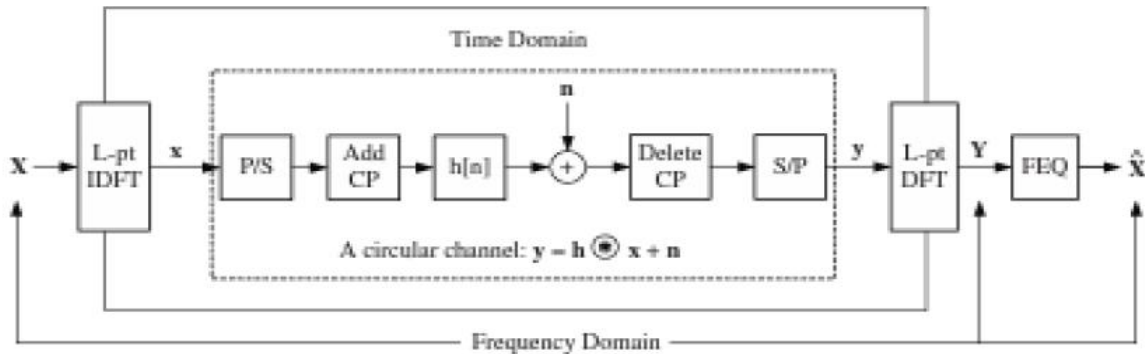 Time Domain
n
X
L-pt
IDFT
x
P/S
Add
CP
h[n]
+
Delete
CP
S/P
y
L-pt
DFT
Y
FEQ
X̂
A circular channel: y = h ⊛ x + n
Frequency Domain